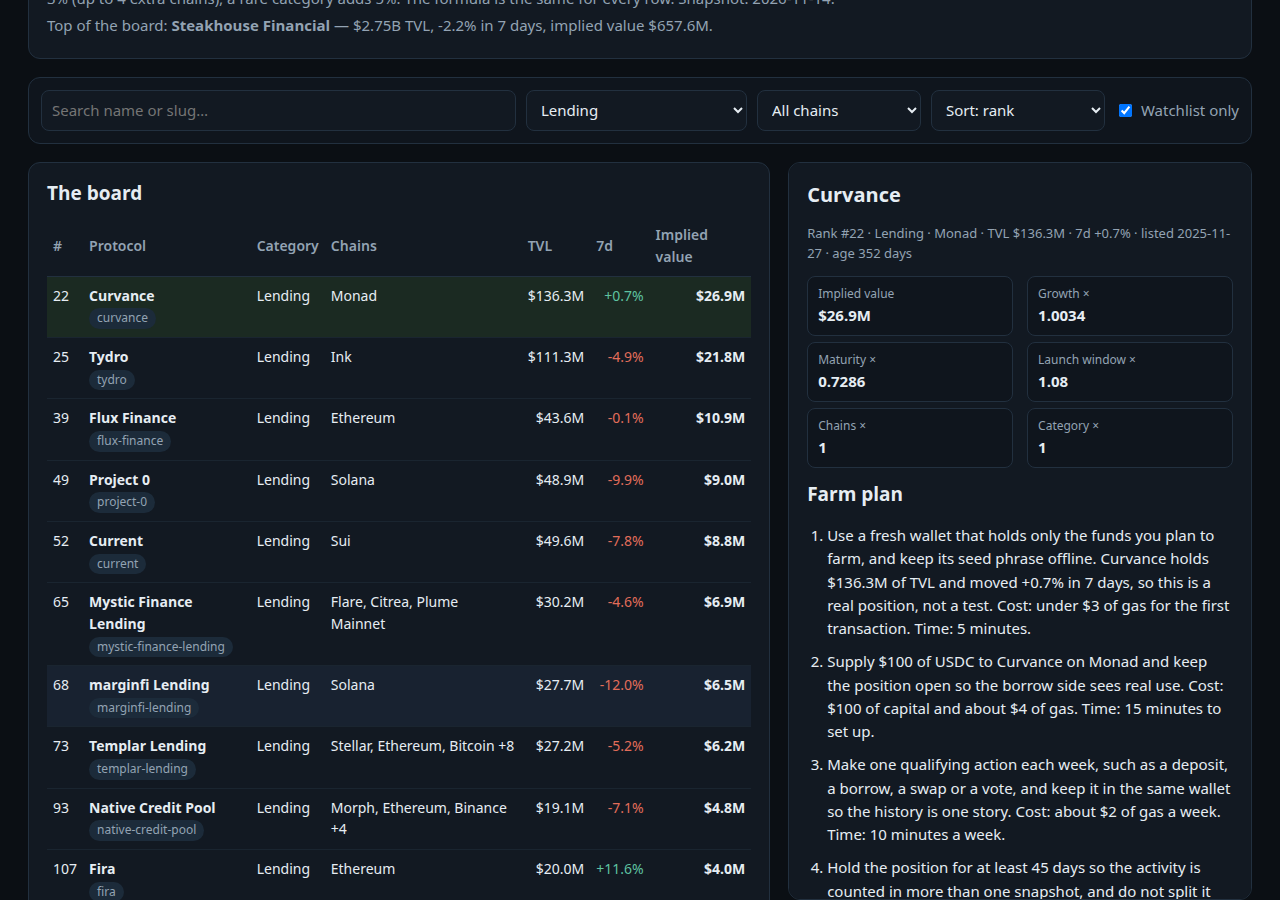 Top of the board: Steakhouse Financial — $2.75B TVL, -2.2% in 7 days, implied value $657.6M.
Search name or slug...
Lending
All chains
Sort: rank
Watchlist only
The board
# Protocol Category Chains TVL 7d Implied value
22 Curvance Lending Monad $136.3M +0.7% $26.9M
curvance
25 Tydro Lending Ink $111.3M -4.9% $21.8M
tydro
39 Flux Finance Lending Ethereum $43.6M -0.1% $10.9M
flux-finance
49 Project 0 Lending Solana $48.9M -9.9% $9.0M
project-0
52 Current Lending Sui $49.6M -7.8% $8.8M
current
65 Mystic Finance Lending Lending Flare, Citrea, Plume Mainnet $30.2M -4.6% $6.9M
mystic-finance-lending
68 marginfi Lending Lending Solana $27.7M -12.0% $6.5M
marginfi-lending
73 Templar Lending Lending Stellar, Ethereum, Bitcoin +8 $27.2M -5.2% $6.2M
templar-lending
93 Native Credit Pool Lending Morph, Ethereum, Binance +4 $19.1M -7.1% $4.8M
native-credit-pool
107 Fira Lending Ethereum $20.0M +11.6% $4.0M
fira
Curvance
Rank #22 · Lending · Monad · TVL $136.3M · 7d +0.7% · listed 2025-11-
27 · age 352 days
Implied value
$26.9M
Growth ×
1.0034
Maturity ×
0.7286
Launch window ×
1.08
Chains ×
1
Category ×
1
Farm plan
1. Use a fresh wallet that holds only the funds you plan to
farm, and keep its seed phrase offline. Curvance holds
$136.3M of TVL and moved +0.7% in 7 days, so this is a
real position, not a test. Cost: under $3 of gas for the first
transaction. Time: 5 minutes.
2. Supply $100 of USDC to Curvance on Monad and keep
the position open so the borrow side sees real use. Cost:
$100 of capital and about $4 of gas. Time: 15 minutes to
set up.
3. Make one qualifying action each week, such as a deposit,
a borrow, a swap or a vote, and keep it in the same wallet
so the history is one story. Cost: about $2 of gas a week.
Time: 10 minutes a week.
4. Hold the position for at least 45 days so the activity is
counted in more than one snapshot, and do not split it